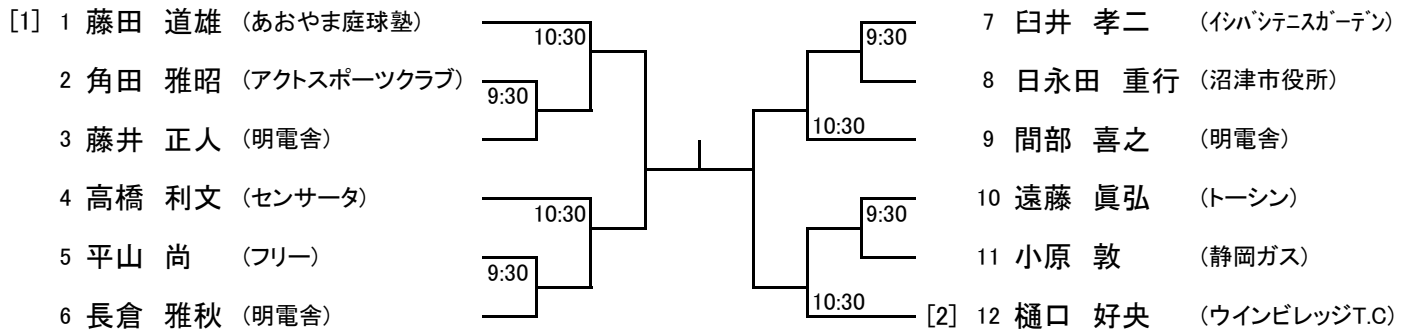 [1] 1 藤田 道雄 (あおやま庭球塾)
10:30
2 角田 雅昭 (アクトスポーツクラブ)
9:30
3 藤井 正人 (明電舎)
4 高橋 利文 (センサータ)
10:30
5 平山 尚 (フリー)
9:30
6 長倉 雅秋 (明電舎)
7 臼井 孝二 (ｲｼﾊﾞｼﾃﾆｽｶﾞｰﾃﾞﾝ)
9:30
8 日永田 重行 (沼津市役所)
10:30
9 間部 喜之 (明電舎)
10 遠藤 眞弘 (トーシン)
9:30
11 小原 敦 (静岡ガス)
10:30
[2] 12 樋口 好央 (ウインビレッジT.C)